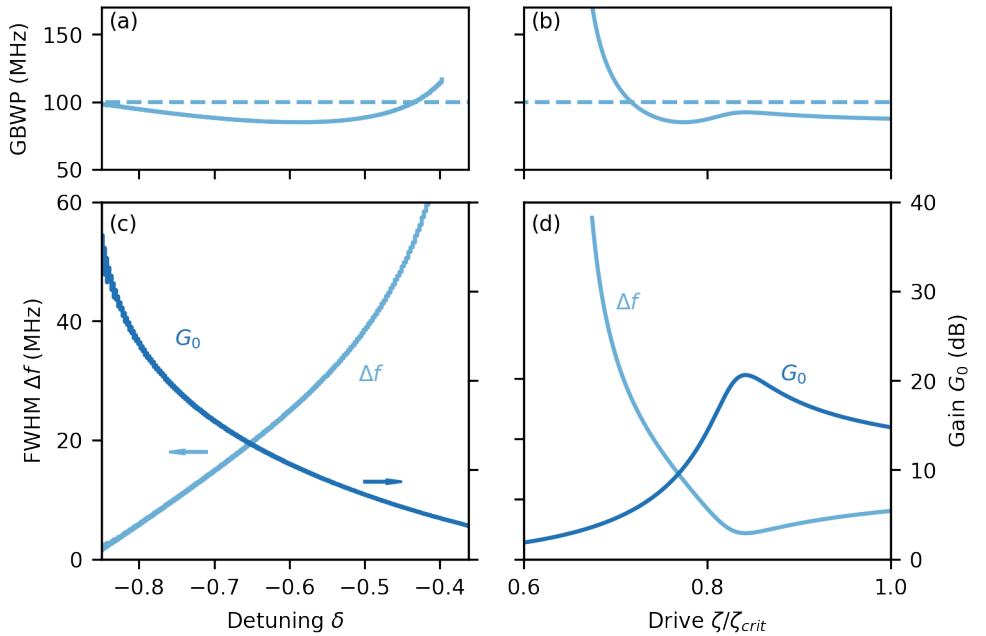 (a)
(b)
150
100
50
GBWP (MHz)
(c)
(d)
60
40
20
0
FWHM Δf (MHz)
G₀
Δf
Δf
G₀
40
30
20
10
0
Gain G₀ (dB)
−0.8 −0.7 −0.6 −0.5 −0.4
0.6 0.8 1.0
Detuning δ
Drive ζ/ζ_crit